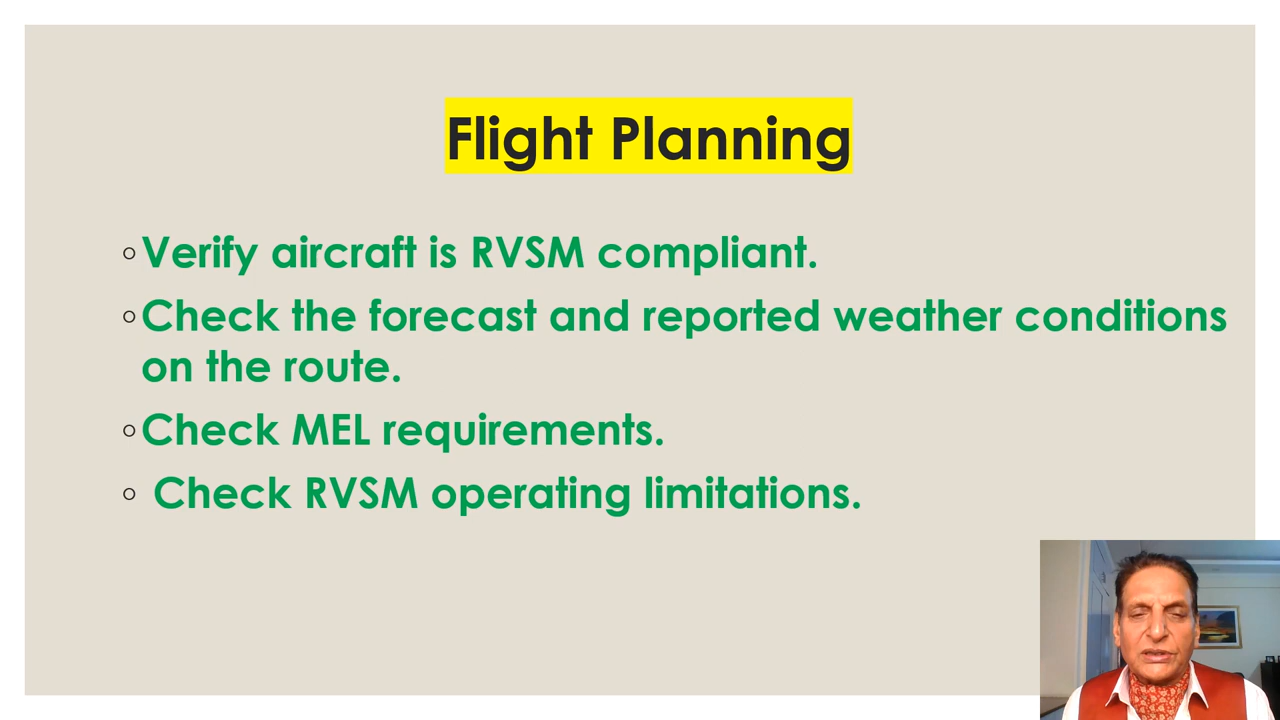 Flight Planning
◦Verify aircraft is RVSM compliant.
◦Check the forecast and reported weather conditions
on the route.
◦Check MEL requirements.
◦ Check RVSM operating limitations.